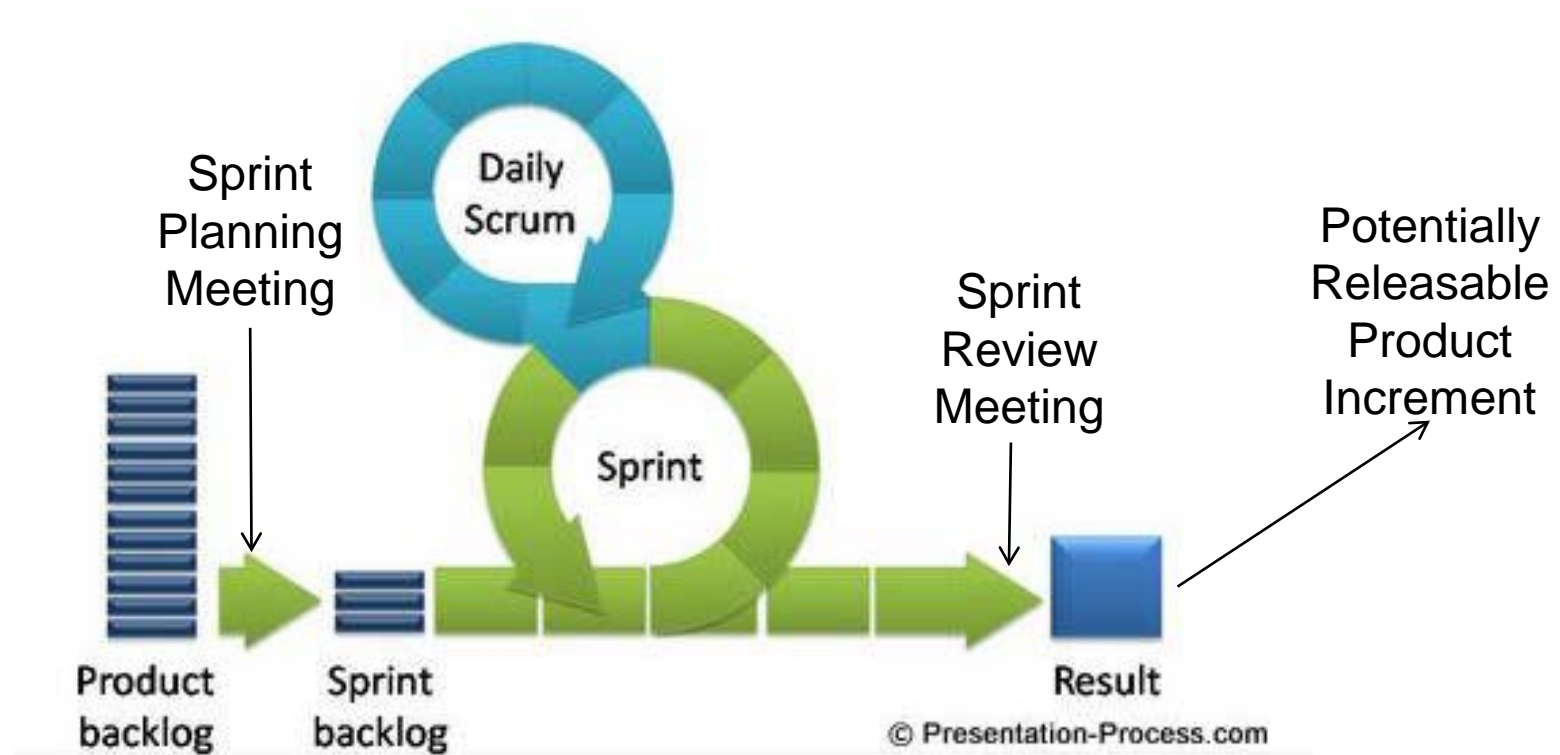 Sprint
Planning
Meeting
Daily
Scrum
Sprint
Sprint
Review
Meeting
Potentially
Releasable
Product
Increment
Product
backlog
Sprint
backlog
Result
© Presentation-Process.com